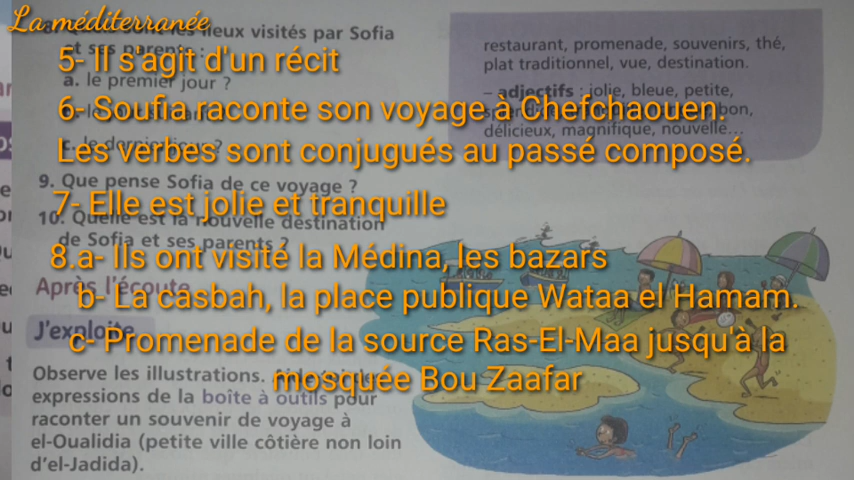 La méditerranée
lieux visités par Sofia
et ses parents :
5- Il s'agit d'un récit
a. le premier jour ?
6- Soufia raconte son voyage à Chefchaouen.
Les verbes sont conjugués au passé composé.
9. Que pense Sofia de ce voyage ?
7- Elle est jolie et tranquille
10. Quelle est la nouvelle destination
de Sofia et ses parents ?
8.a- Ils ont visité la Médina, les bazars
Après l'écoute
b- La casbah, la place publique Wataa el Hamam.
J'exploite
c- Promenade de la source Ras-El-Maa jusqu'à la
mosquée Bou Zaafar
Observe les illustrations.
expressions de la boîte à outils pour
raconter un souvenir de voyage à
el-Oualidia (petite ville côtière non loin
d'el-Jadida).
restaurant, promenade, souvenirs, thé,
plat traditionnel, vue, destination.
– adjectifs : jolie, bleue, petite,
bon,
délicieux, magnifique, nouvelle...